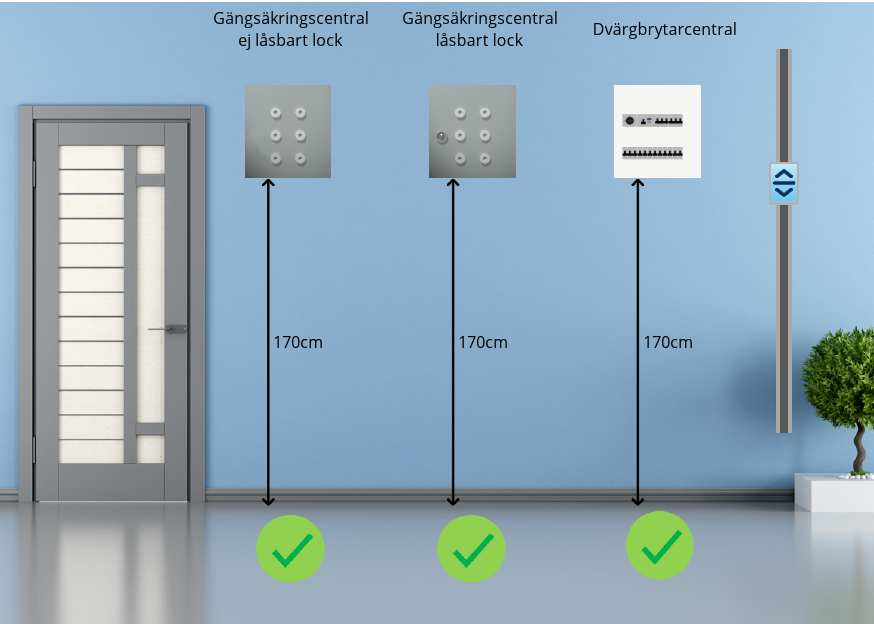 Gängsäkringscentral
ej låsbart lock
Gängsäkringscentral
låsbart lock
Dvärgbrytarcentral
170cm
170cm
170cm